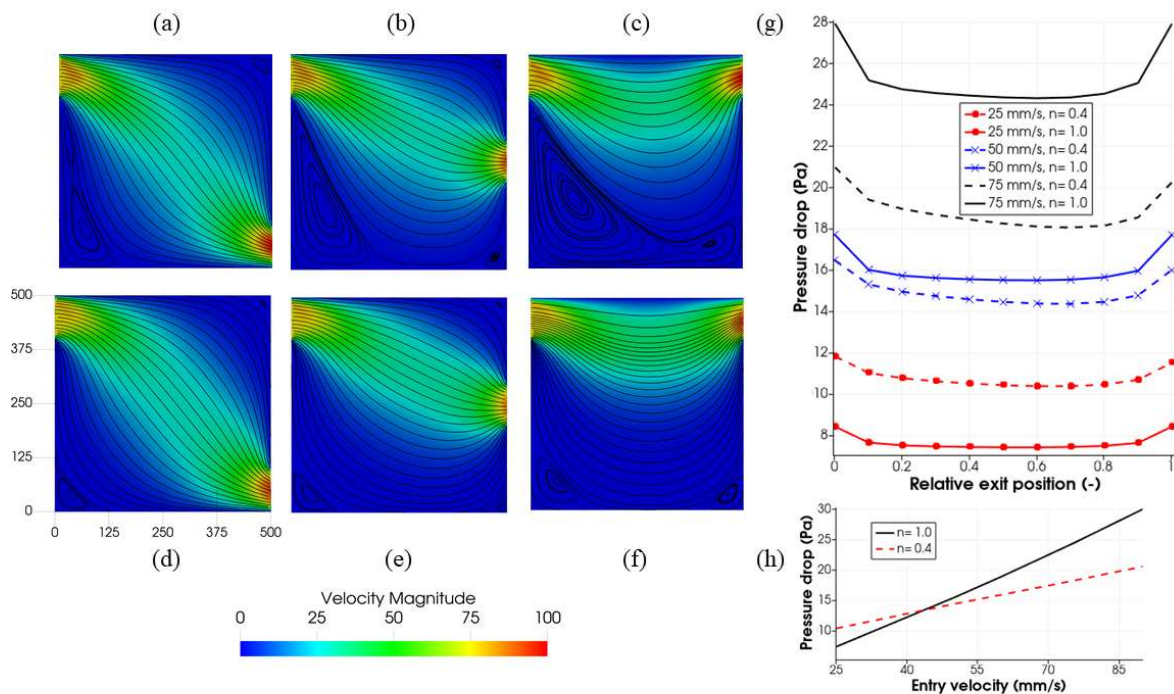 (a)
(b)
(c)
(g)
500
375
250
125
0
0
125
250
375
500
(d)
(e)
(f)
(h)
Velocity Magnitude
0
25
50
75
100
28
26
24
22
20
18
16
14
12
10
8
Pressure drop (Pa)
25 mm/s, n= 0.4
25 mm/s, n= 1.0
50 mm/s, n= 0.4
50 mm/s, n= 1.0
75 mm/s, n= 0.4
75 mm/s, n= 1.0
0
0.2
0.4
0.6
0.8
1
Relative exit position (-)
30
25
20
15
10
Pressure drop (Pa)
n= 1.0
n= 0.4
25
40
55
70
85
Entry velocity (mm/s)